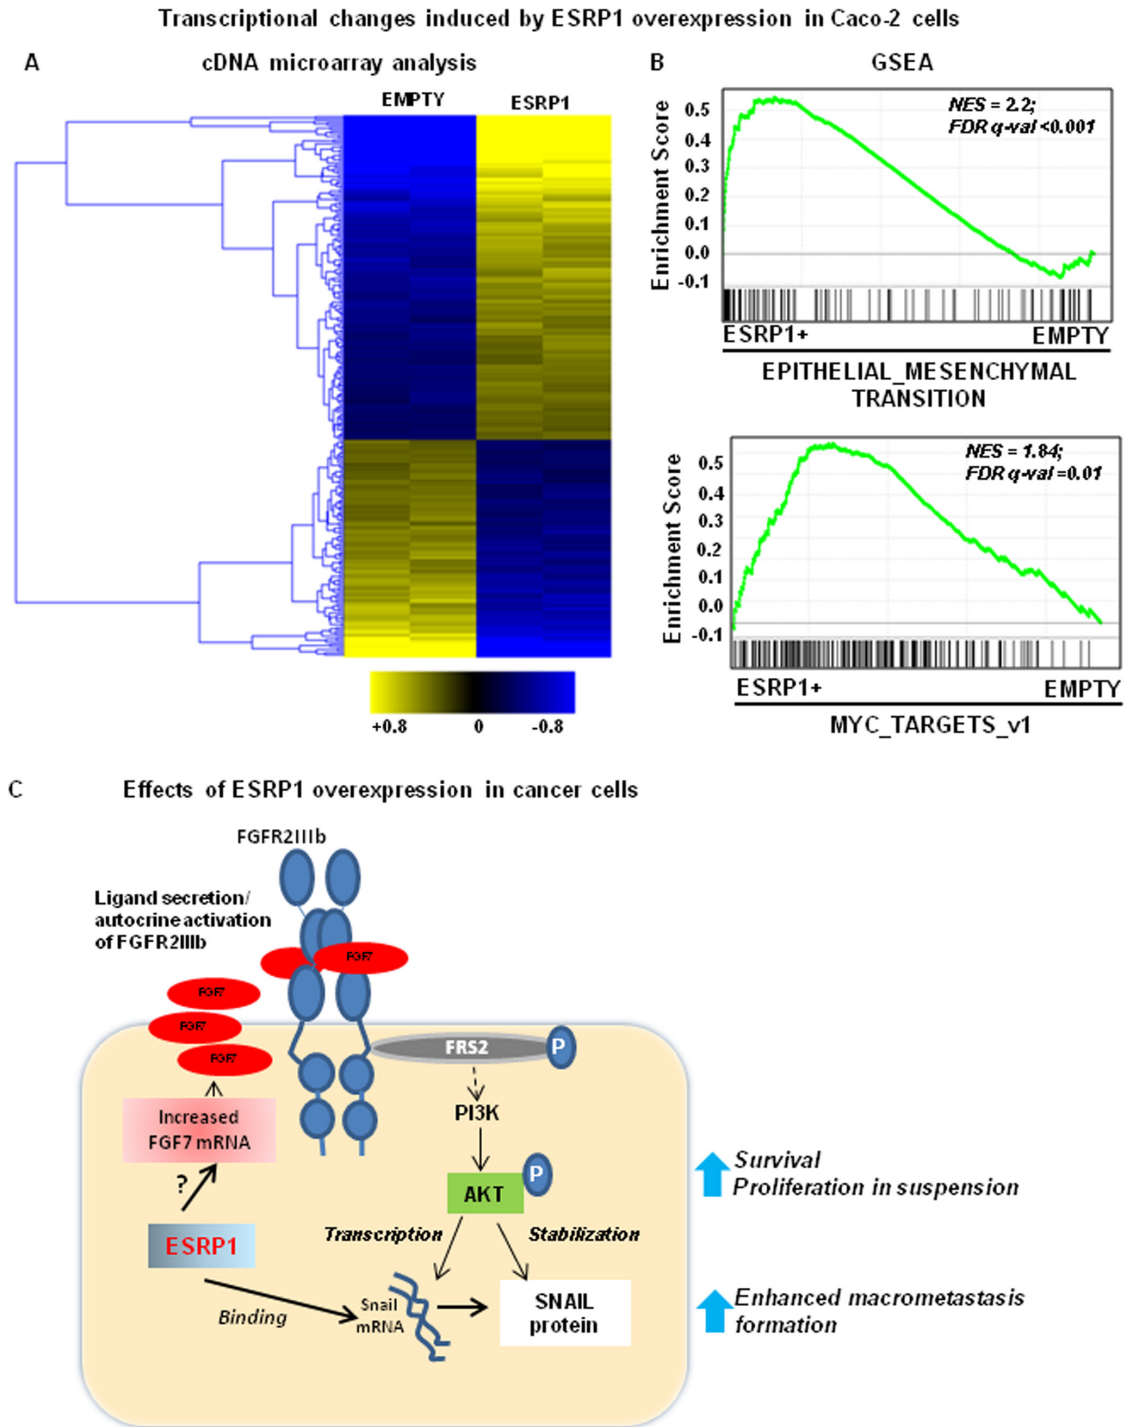 Transcriptional changes induced by ESRP1 overexpression in Caco-2 cells
A
cDNA microarray analysis
EMPTY
ESRP1
+0.8
0
-0.8
B
GSEA
Enrichment Score
0.5
0.4
0.3
0.2
0.1
0.0
-0.1
NES = 2.2;
FDR q-val <0.001
ESRP1+
EMPTY
EPITHELIAL_MESENCHYMAL
TRANSITION
Enrichment Score
0.5
0.4
0.3
0.2
0.1
0.0
-0.1
NES = 1.84;
FDR q-val =0.01
ESRP1+
EMPTY
MYC_TARGETS_v1
C
Effects of ESRP1 overexpression in cancer cells
FGFR2IIIb
Ligand secretion/
autocrine activation
of FGFR2IIIb
FGF7
FGF7
FGF7
FGF7
FRS2
P
Increased
FGF7 mRNA
PI3K
?
AKT
P
ESRP1
Transcription
Stabilization
Binding
Snail
mRNA
SNAIL
protein
Survival
Proliferation in suspension
Enhanced macrometastasis
formation